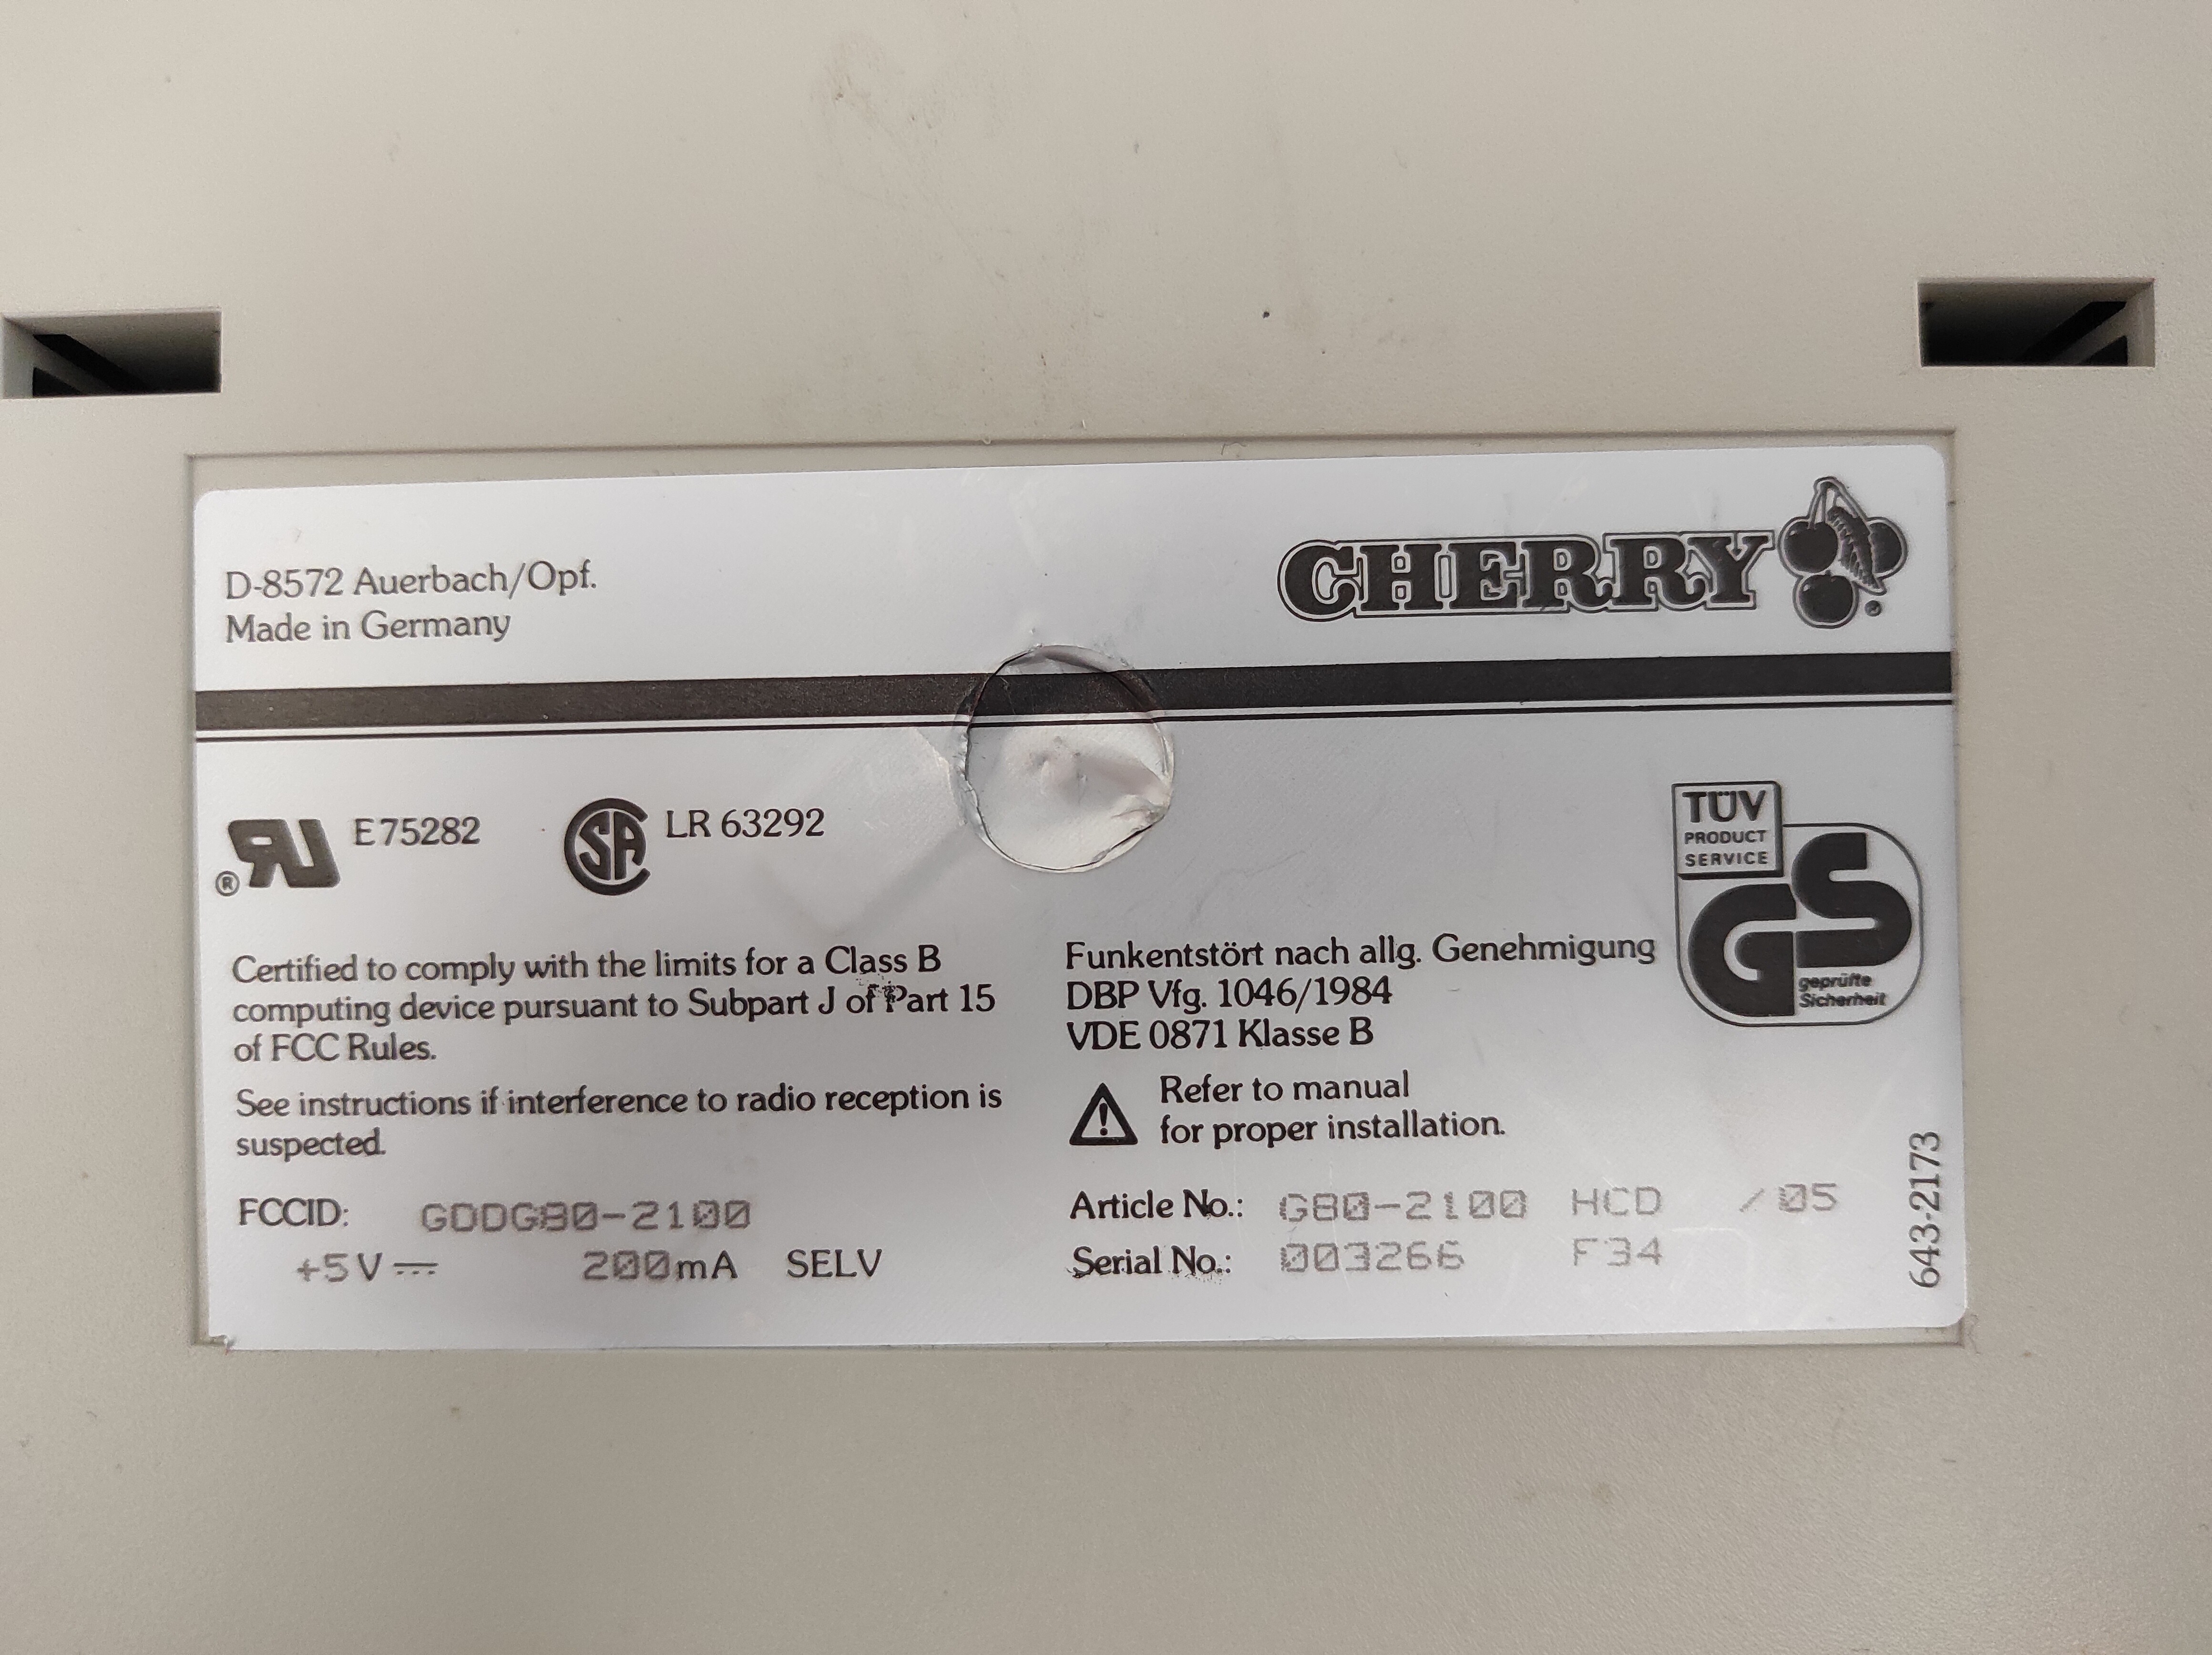 D-8572 Auerbach/Opf.
Made in Germany
CHERRY
®
E 75282
SA
LR 63292
TÜV
PRODUCT
SERVICE
GS
geprüfte
Sicherheit
Certified to comply with the limits for a Class B
computing device pursuant to Subpart J of Part 15
of FCC Rules.
See instructions if interference to radio reception is
suspected.
FCCID: GDDG80-2100
+5 V 200mA SELV
Funkentstört nach allg. Genehmigung
DBP Vfg. 1046/1984
VDE 0871 Klasse B
Refer to manual
for proper installation.
Article No.: G80-2100 HCD /05
Serial No.: 003266 F34
643-2173